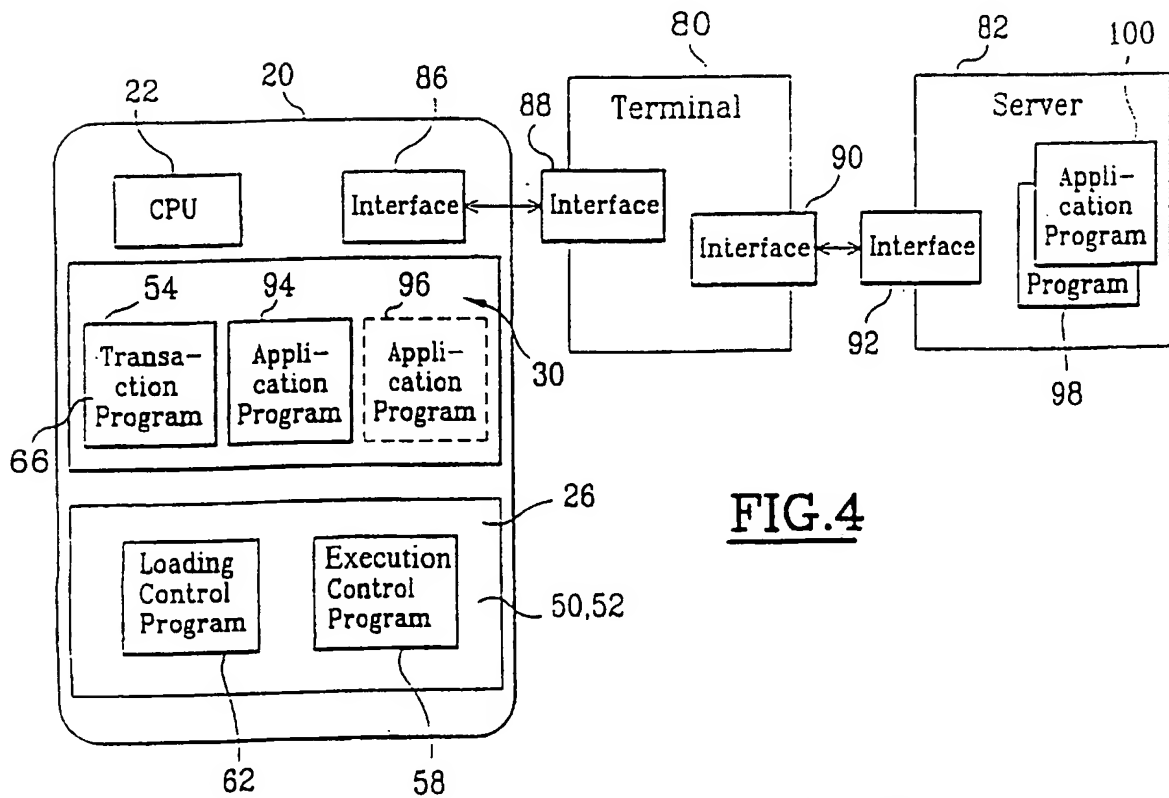 80
82
100
20
86
22
88
Terminal
Server
90
CPU
Interface
Interface
Appli-
cation
Program
Interface
Interface
Program
54
94
96
92
98
30
Transa-
ction
Program
Appli-
cation
Program
Appli-
cation
Program
66
26
FIG.4
Loading
Control
Program
Execution
Control
Program
50,52
62
58